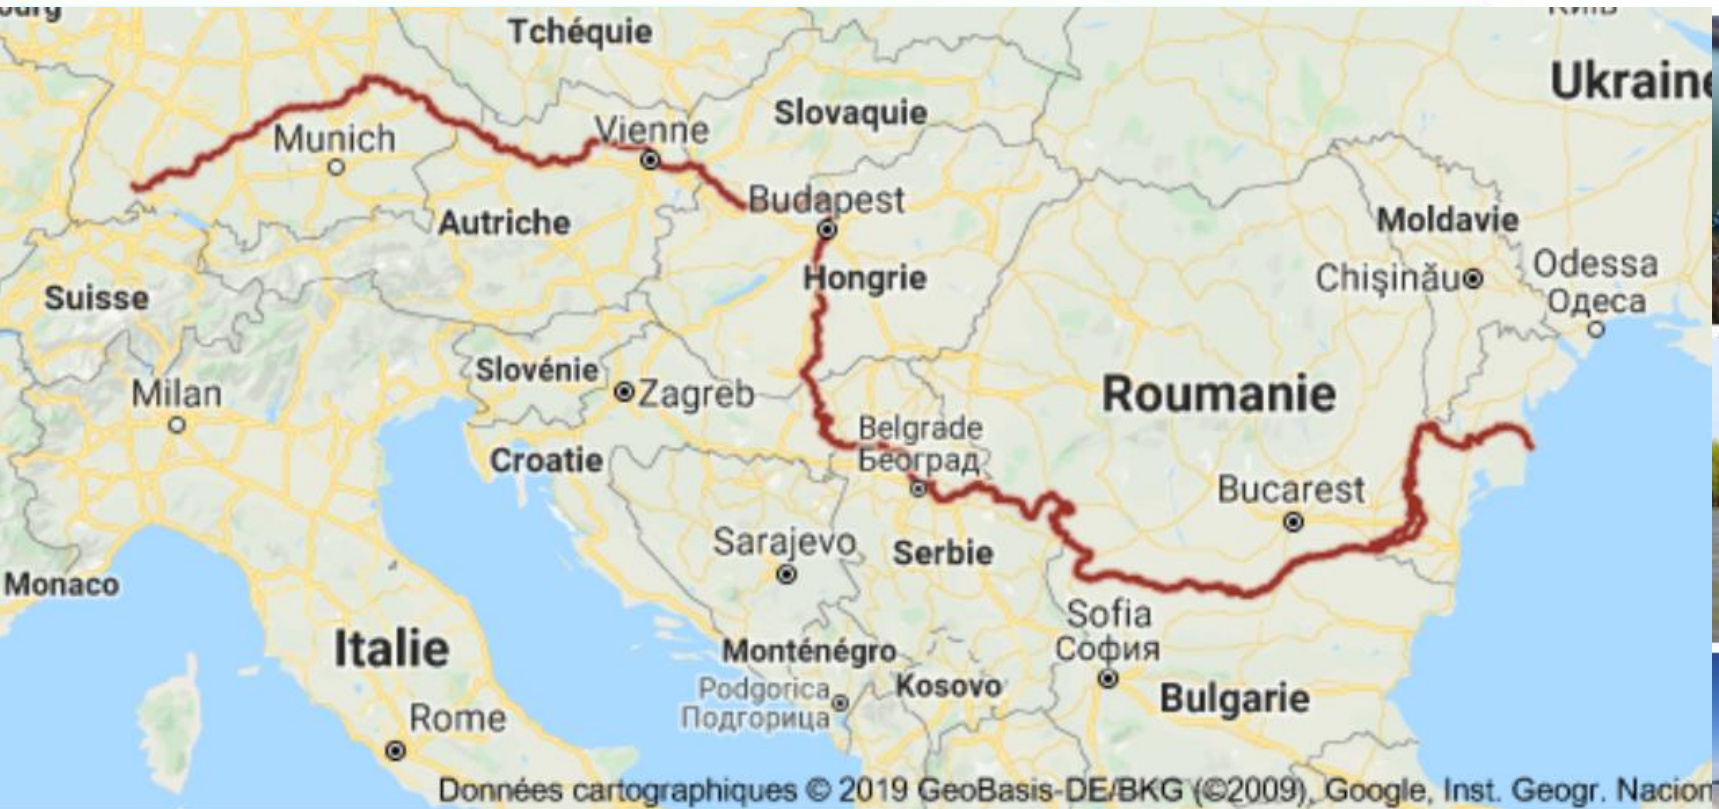 Tchéquie
Ukraine
Slovaquie
Vienne
Munich
Budapest
Autriche
Moldavie
Hongrie
Chişinău
Odessa
Одеса
Suisse
Slovénie
Milan
Zagreb
Roumanie
Belgrade
Београд
Croatie
Bucarest
Sarajevo
Serbie
Monaco
Sofia
София
Italie
Monténégro
Kosovo
Podgorica
Подгорица
Bulgarie
Rome
Données cartographiques © 2019 GeoBasis-DE/BKG (©2009), Google, Inst. Geogr. Nacion